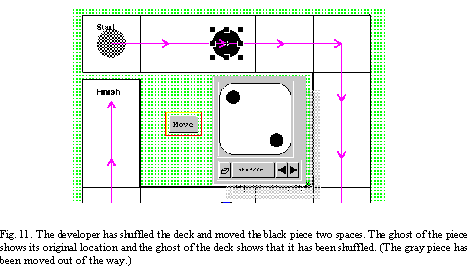 Start
Finish
Move
Fig. 11. The developer has shuffled the deck and moved the black piece two spaces. The ghost of the piece
shows its original location and the ghost of the deck shows that it has been shuffled. (The gray piece has
been moved out of the way.)